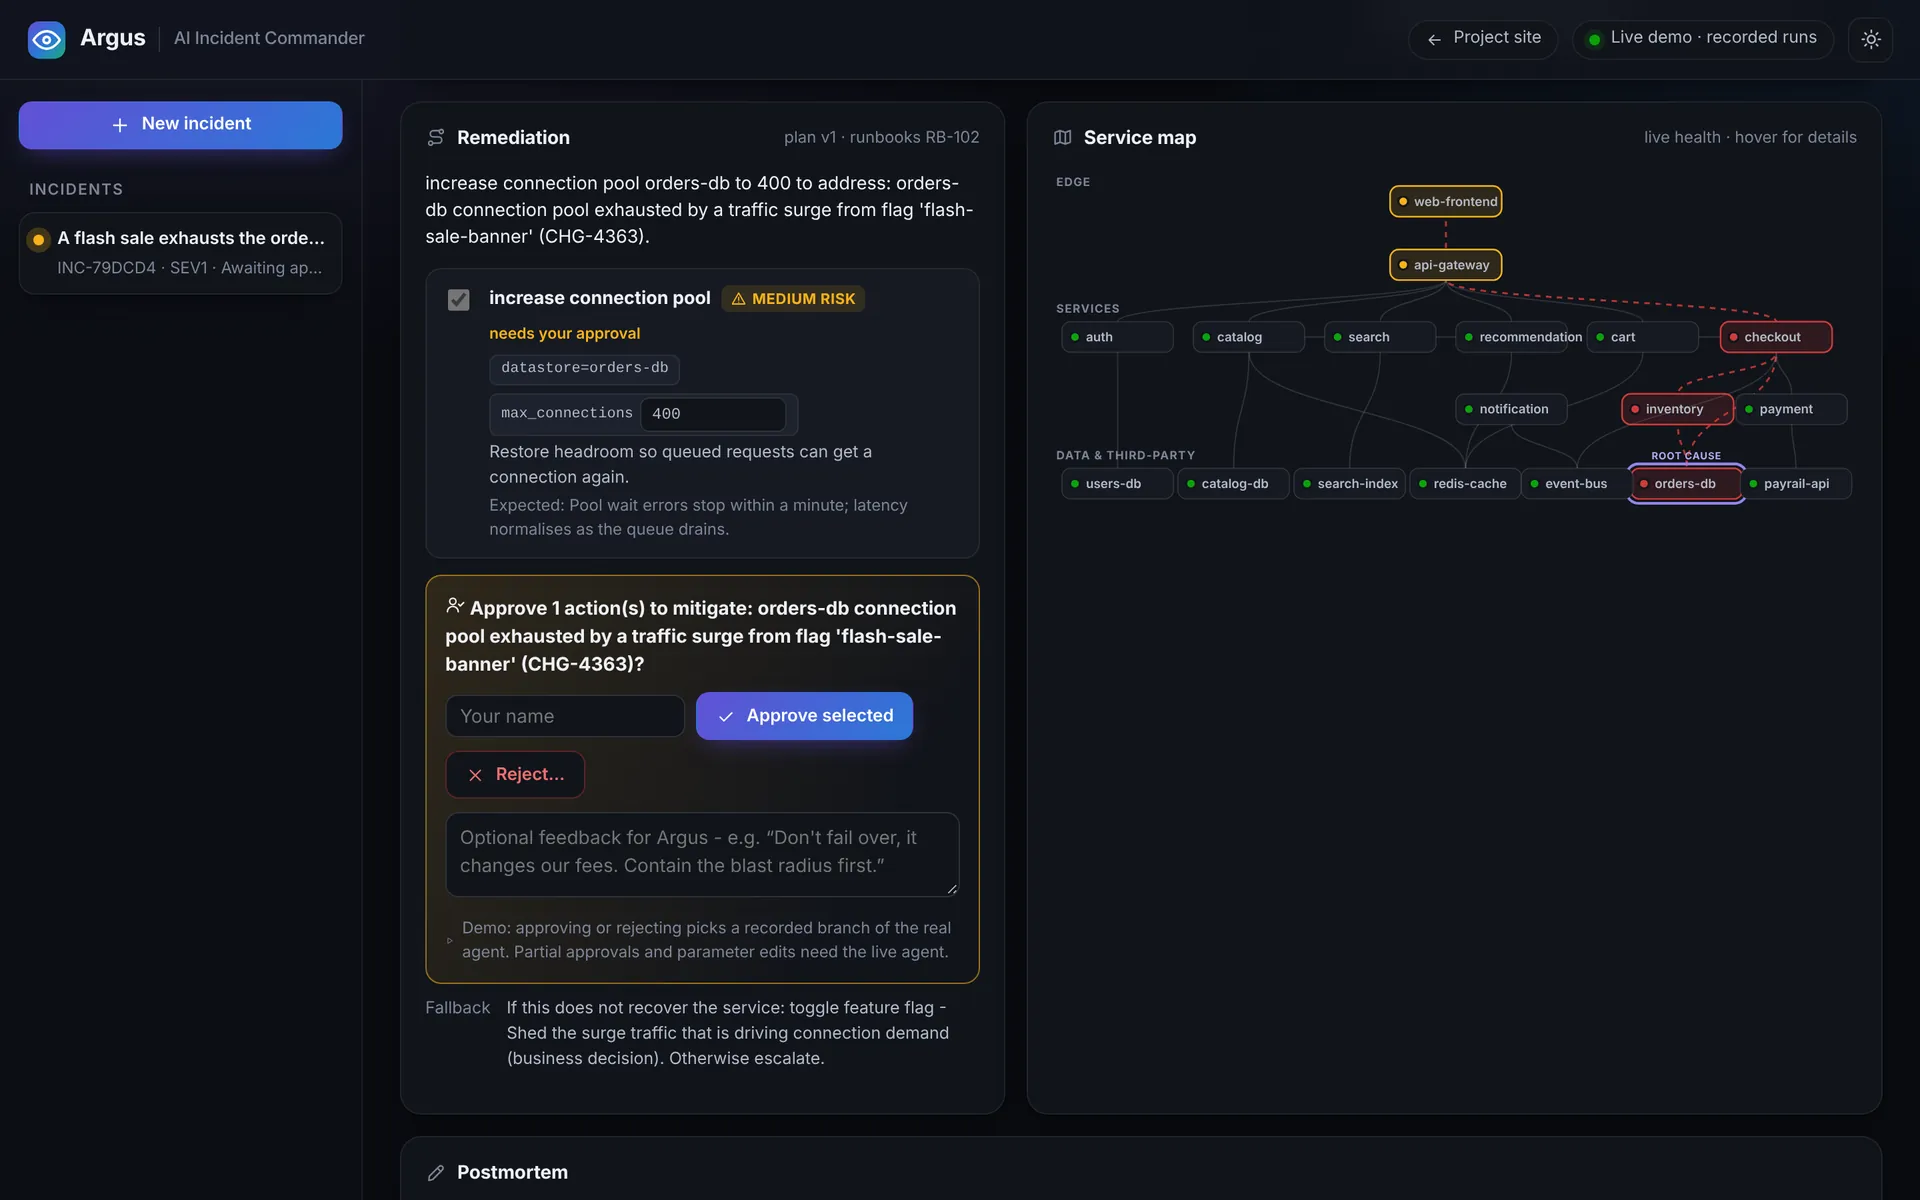 Argus
AI Incident Commander
Project site
Live demo · recorded runs
New incident
INCIDENTS
A flash sale exhausts the orde...
INC-79DCD4 · SEV1 · Awaiting ap...
Remediation
plan v1 · runbooks RB-102
increase connection pool orders-db to 400 to address: orders-
db connection pool exhausted by a traffic surge from flag 'flash-
sale-banner' (CHG-4363).
increase connection pool
MEDIUM RISK
needs your approval
datastore=orders-db
max_connections
400
Restore headroom so queued requests can get a
connection again.
Expected: Pool wait errors stop within a minute; latency
normalises as the queue drains.
Approve 1 action(s) to mitigate: orders-db connection
pool exhausted by a traffic surge from flag 'flash-sale-
banner' (CHG-4363)?
Your name
Approve selected
Reject...
Optional feedback for Argus - e.g. “Don't fail over, it
changes our fees. Contain the blast radius first.”
Demo: approving or rejecting picks a recorded branch of the real
agent. Partial approvals and parameter edits need the live agent.
Fallback
If this does not recover the service: toggle feature flag -
Shed the surge traffic that is driving connection demand
(business decision). Otherwise escalate.
Service map
live health · hover for details
EDGE
web-frontend
api-gateway
SERVICES
auth
catalog
search
recommendation
cart
checkout
notification
inventory
payment
DATA & THIRD-PARTY
ROOT CAUSE
users-db
catalog-db
search-index
redis-cache
event-bus
orders-db
payrail-api
Postmortem